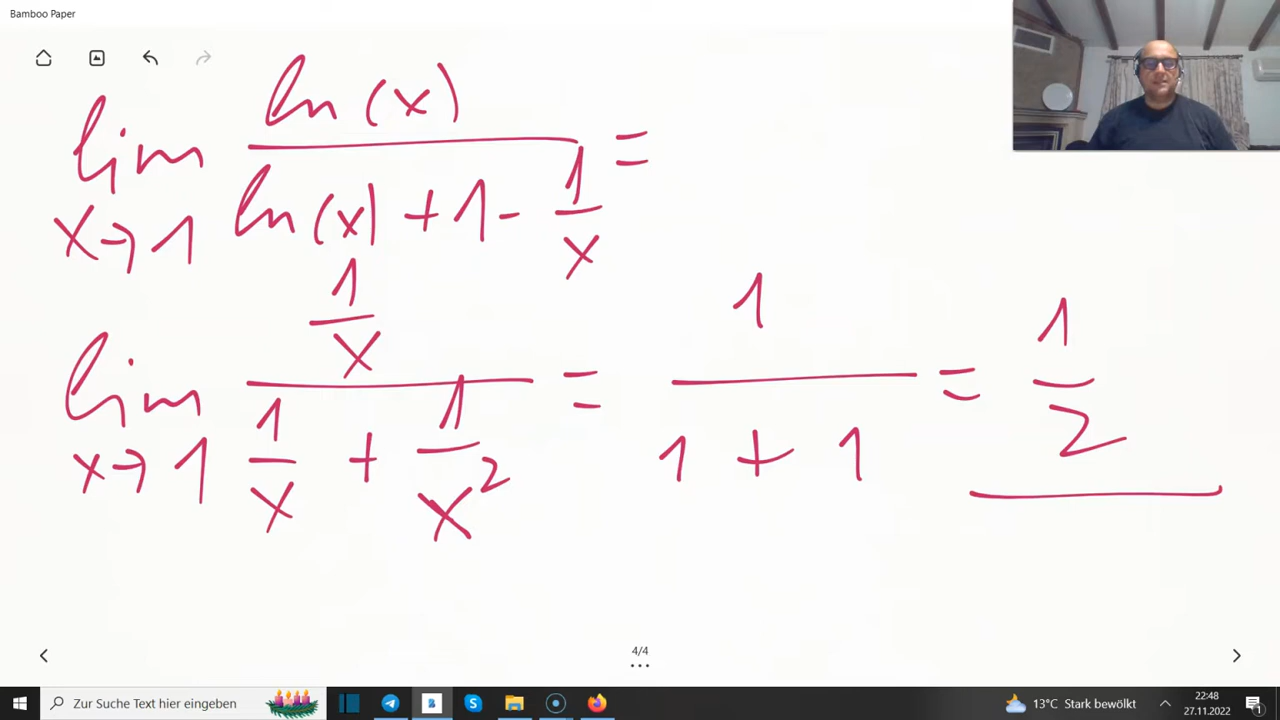 Bamboo Paper
lim x→1 ln(x) / (ln(x) + 1 - 1/x) =
lim x→1 (1/x) / (1/x + 1/x²) = 1 / (1 + 1) = 1/2
4/4
Zur Suche Text hier eingeben
13°C Stark bewölkt
22:48
27.11.2022
1